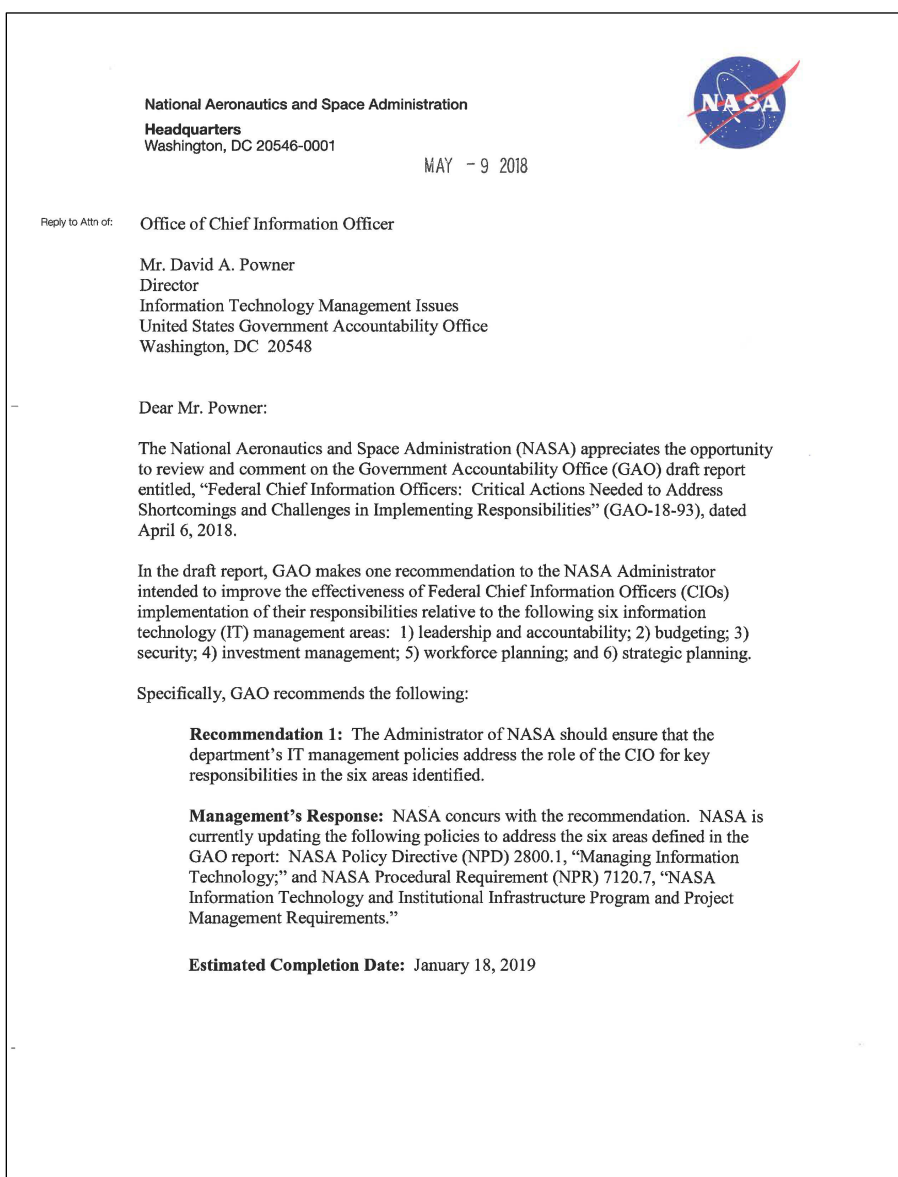 National Aeronautics and Space Administration
Headquarters
Washington, DC 20546-0001
NASA
MAY - 9 2018
Reply to Attn of: Office of Chief Information Officer
Mr. David A. Powner
Director
Information Technology Management Issues
United States Government Accountability Office
Washington, DC 20548
Dear Mr. Powner:
The National Aeronautics and Space Administration (NASA) appreciates the opportunity
to review and comment on the Government Accountability Office (GAO) draft report
entitled, “Federal Chief Information Officers: Critical Actions Needed to Address
Shortcomings and Challenges in Implementing Responsibilities” (GAO-18-93), dated
April 6, 2018.
In the draft report, GAO makes one recommendation to the NASA Administrator
intended to improve the effectiveness of Federal Chief Information Officers (CIOs)
implementation of their responsibilities relative to the following six information
technology (IT) management areas: 1) leadership and accountability; 2) budgeting; 3)
security; 4) investment management; 5) workforce planning; and 6) strategic planning.
Specifically, GAO recommends the following:
Recommendation 1: The Administrator of NASA should ensure that the
department’s IT management policies address the role of the CIO for key
responsibilities in the six areas identified.
Management’s Response: NASA concurs with the recommendation. NASA is
currently updating the following policies to address the six areas defined in the
GAO report: NASA Policy Directive (NPD) 2800.1, “Managing Information
Technology;” and NASA Procedural Requirement (NPR) 7120.7, “NASA
Information Technology and Institutional Infrastructure Program and Project
Management Requirements.”
Estimated Completion Date: January 18, 2019